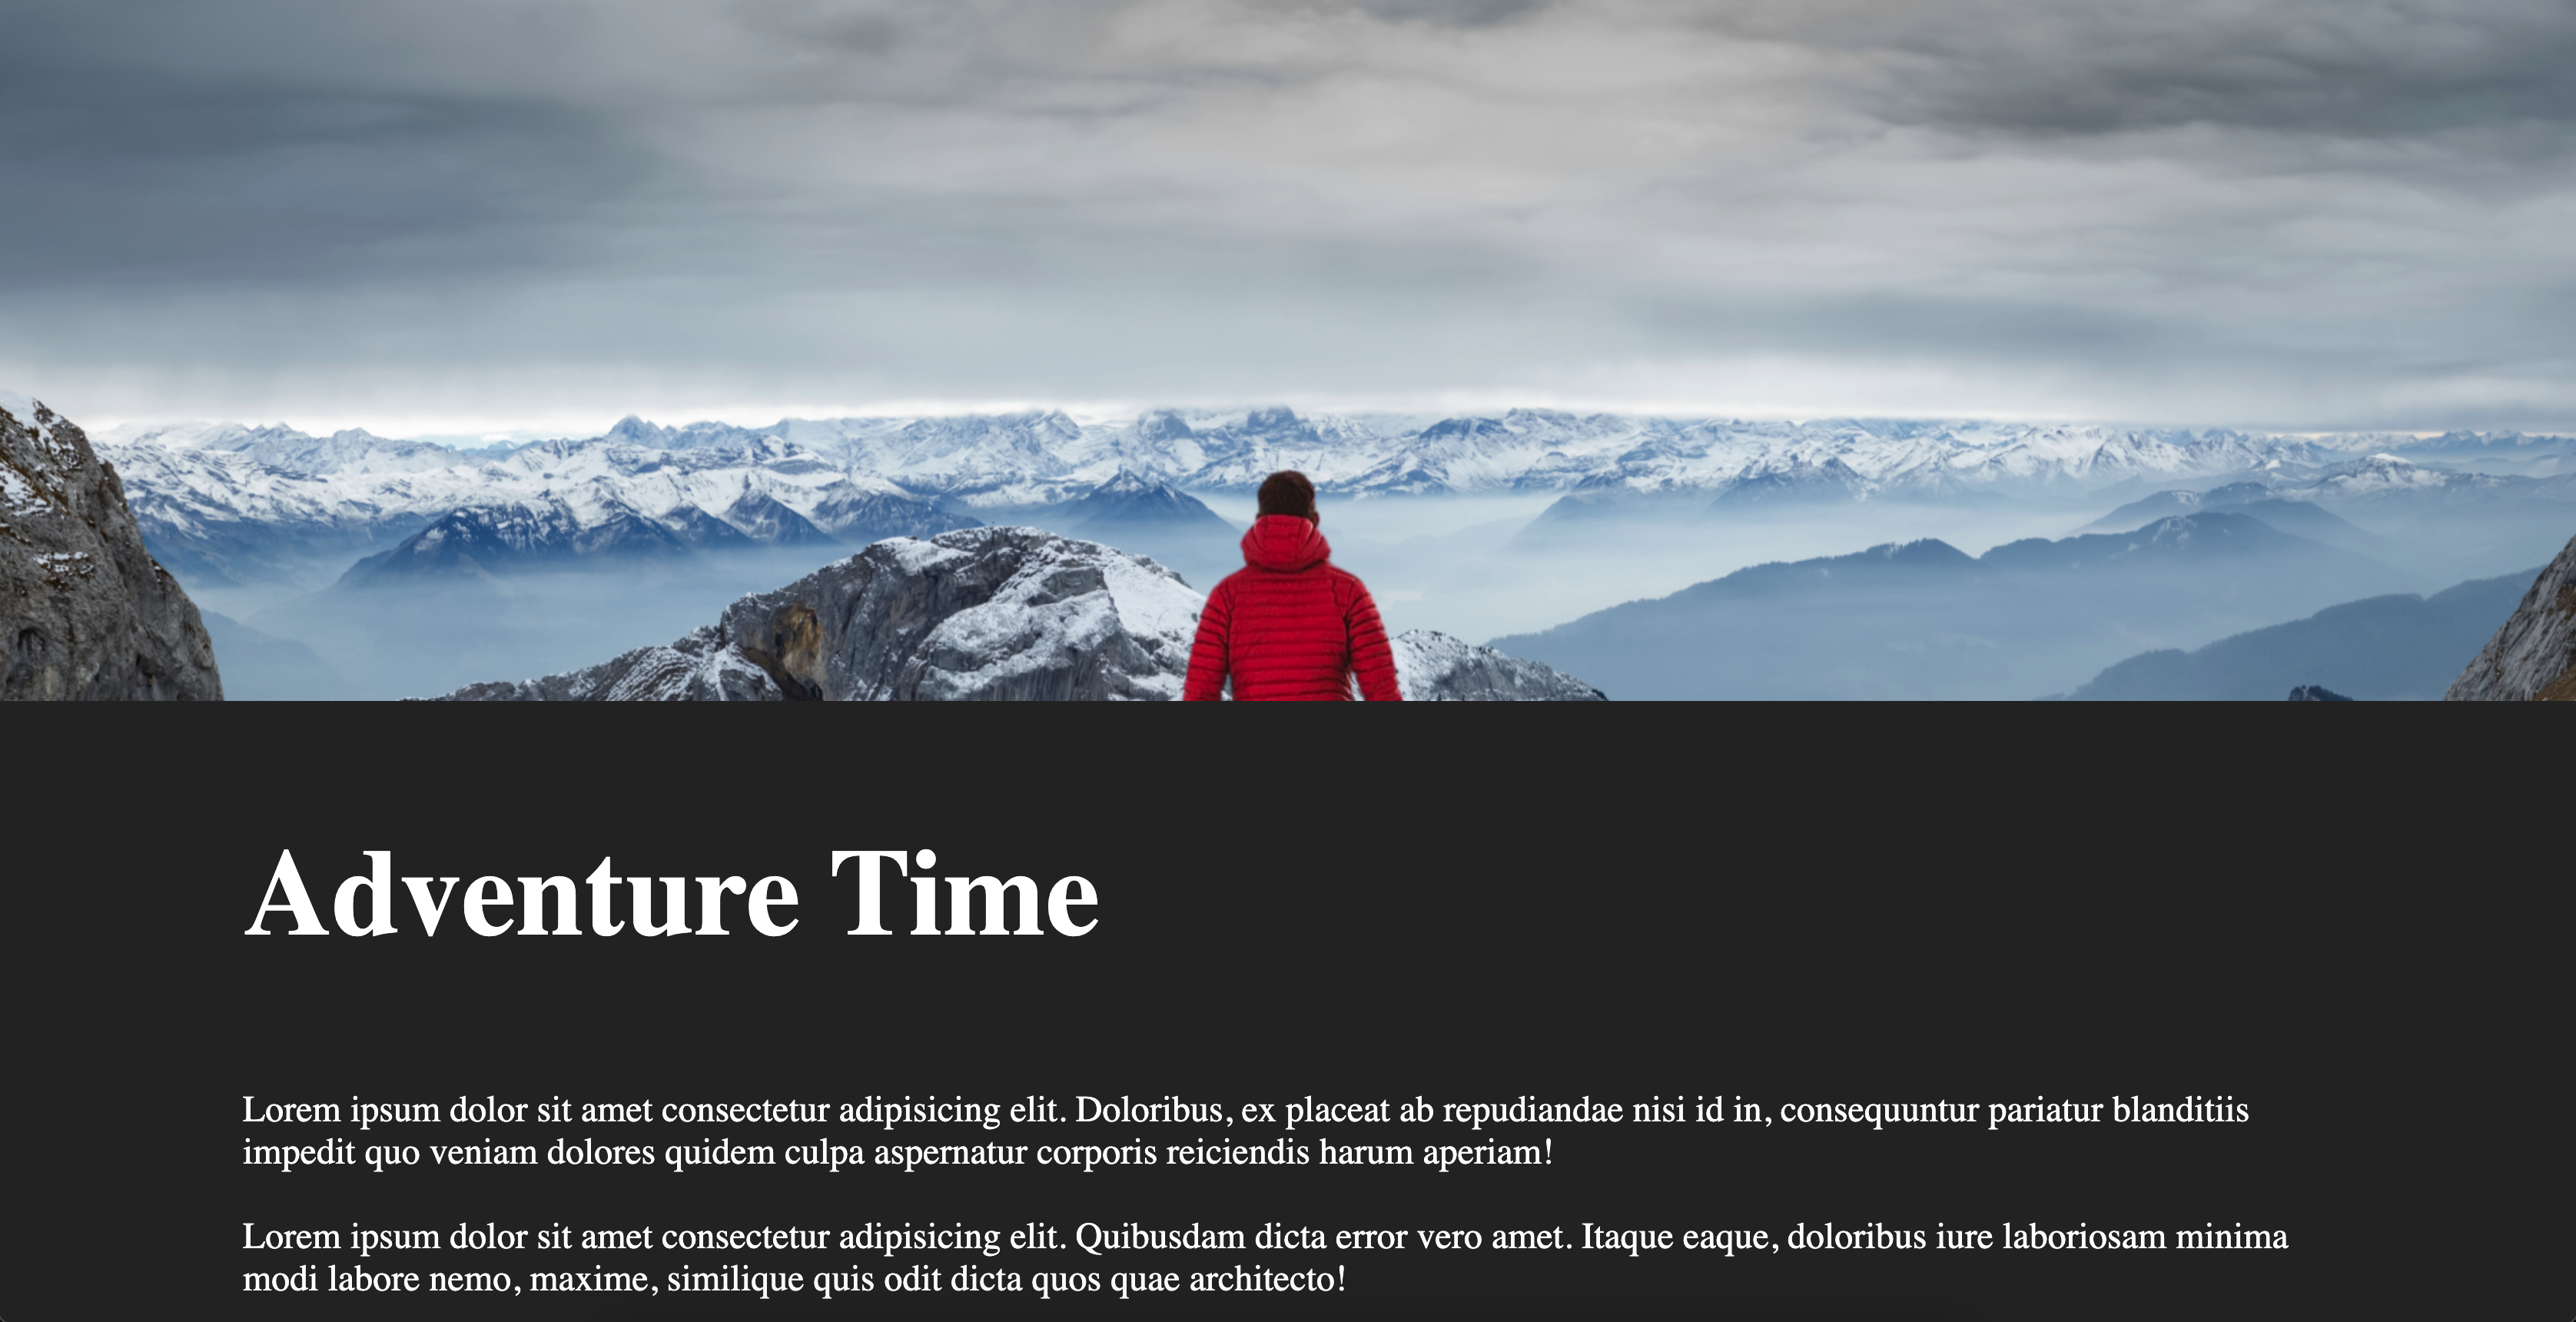 Adventure Time
Lorem ipsum dolor sit amet consectetur adipisicing elit. Doloribus, ex placeat ab repudiandae nisi id in, consequuntur pariatur blanditiis
impedit quo veniam dolores quidem culpa aspernatur corporis reiciendis harum aperiam!
Lorem ipsum dolor sit amet consectetur adipisicing elit. Quibusdam dicta error vero amet. Itaque eaque, doloribus iure laboriosam minima
modi labore nemo, maxime, similique quis odit dicta quos quae architecto!